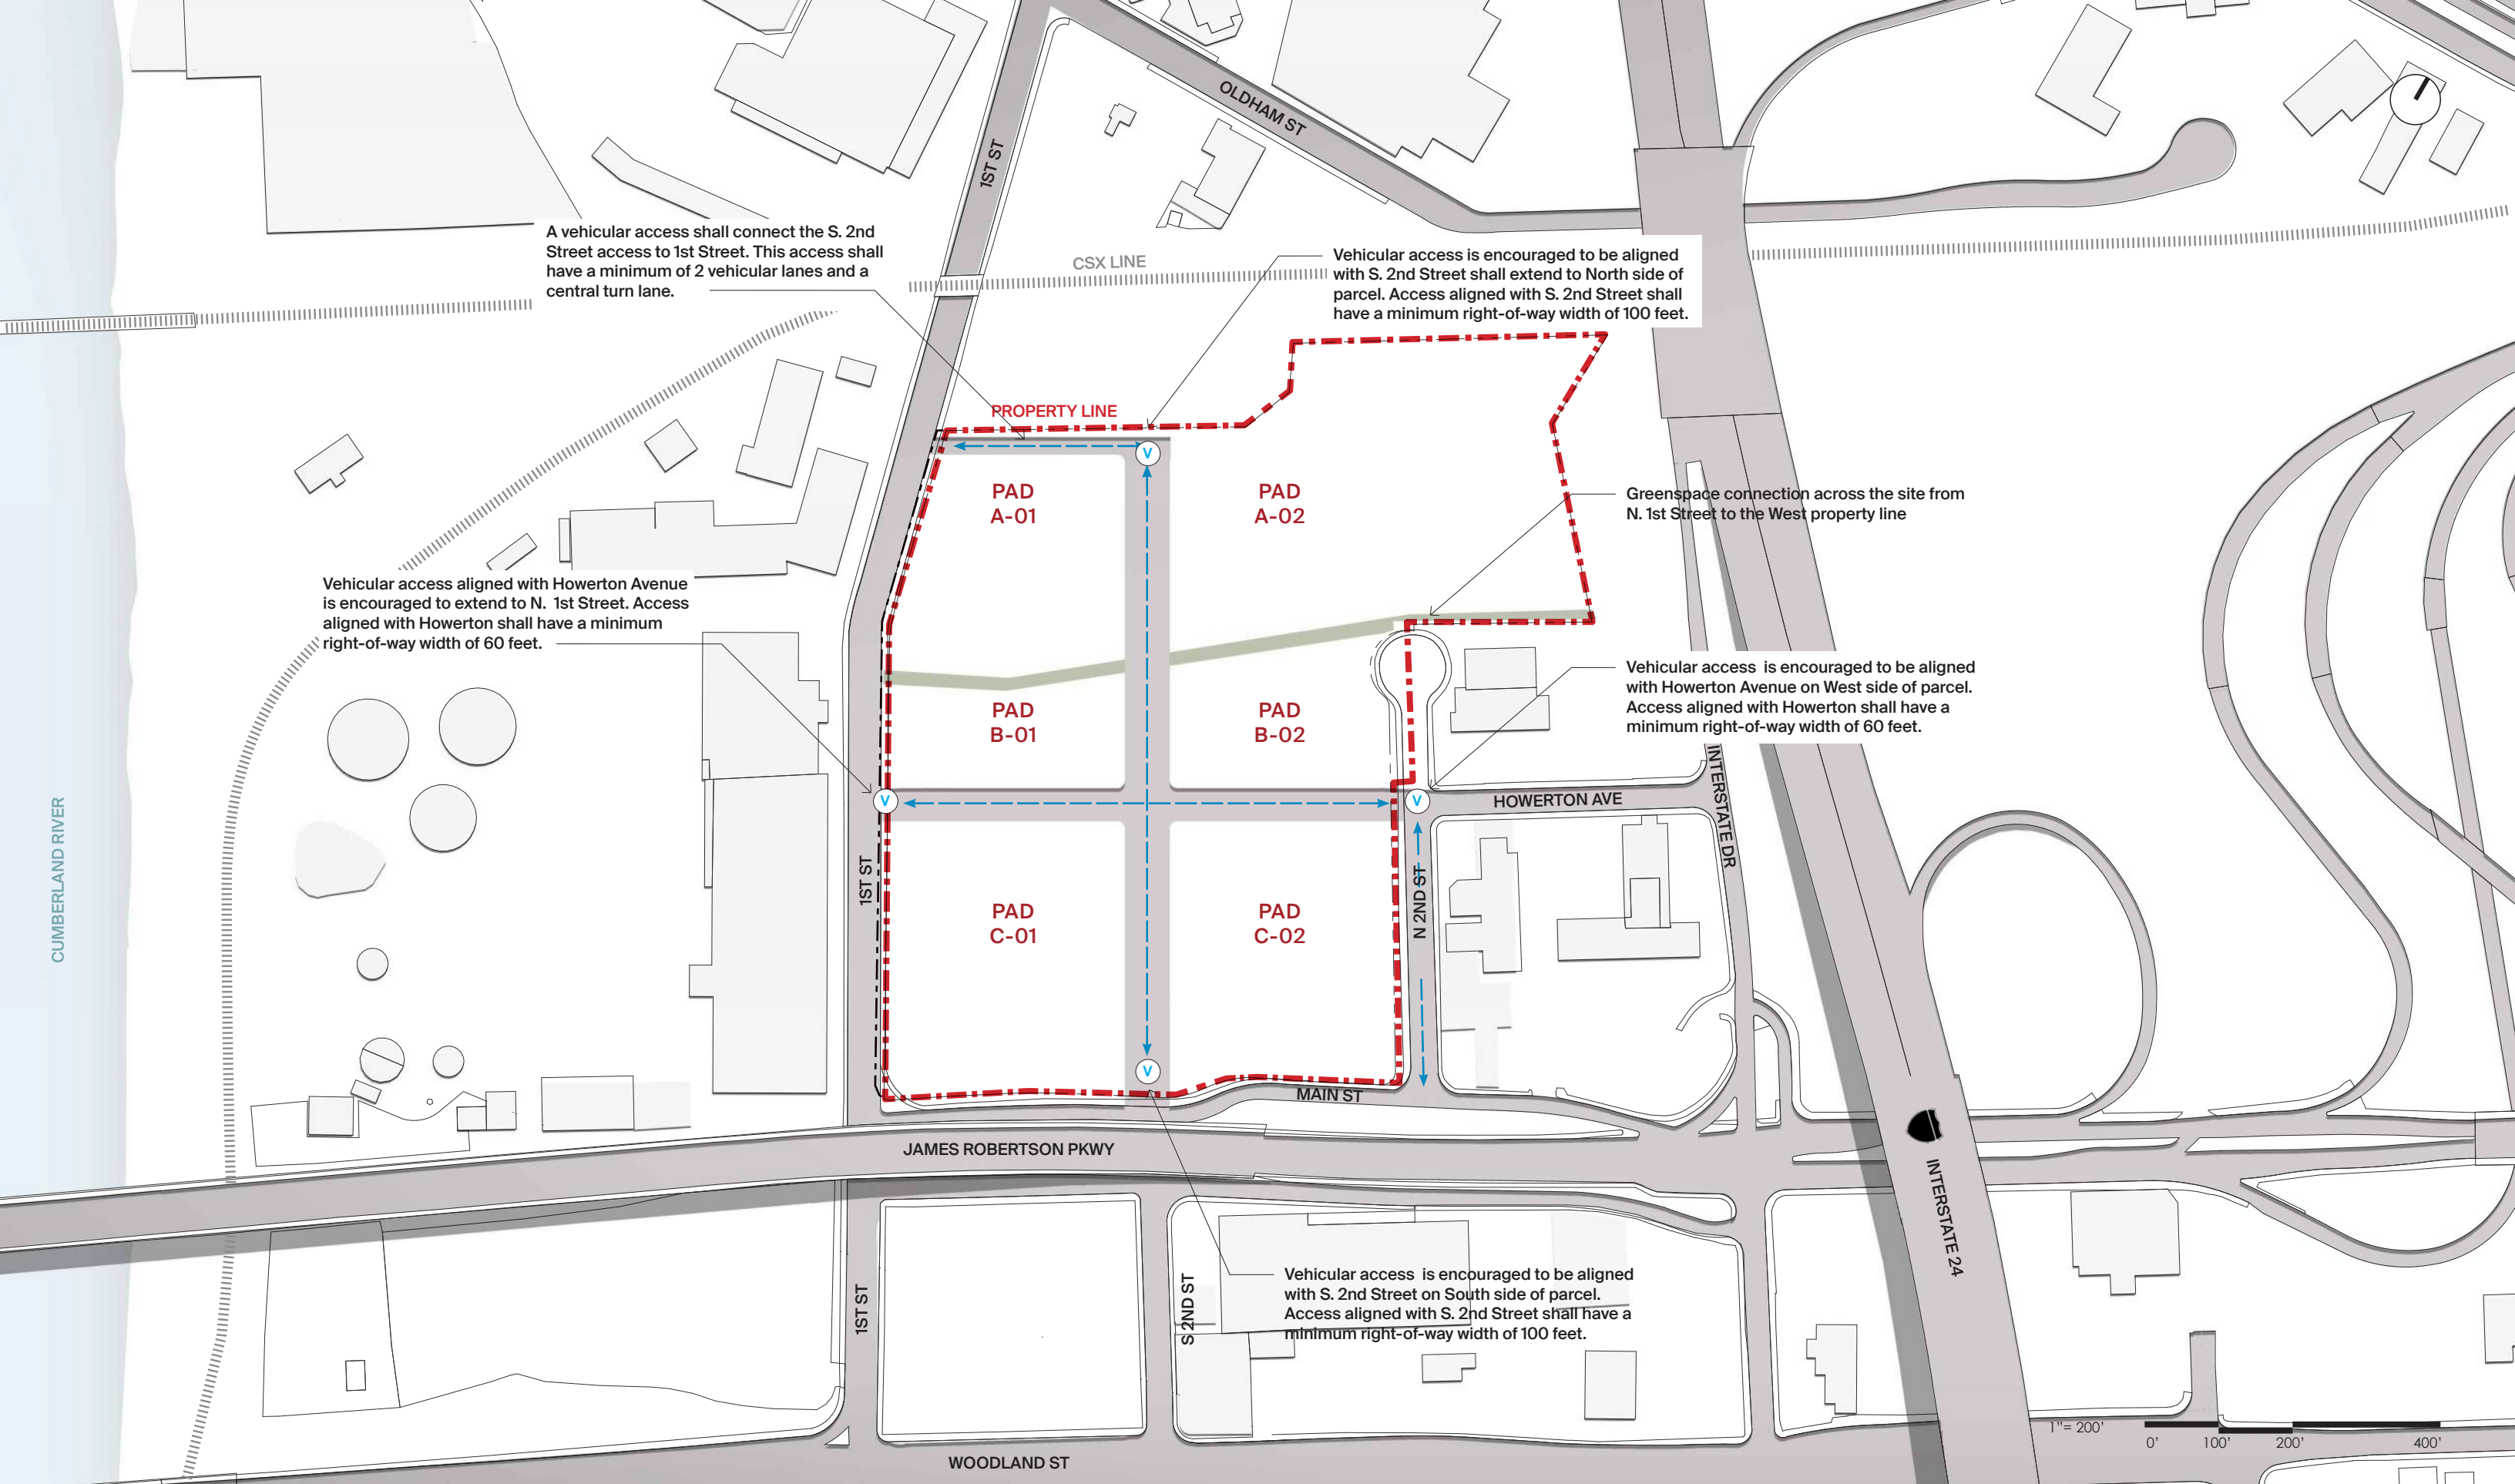 OLDHAM ST
1ST ST
A vehicular access shall connect the S. 2nd
Street access to 1st Street. This access shall
have a minimum of 2 vehicular lanes and a
central turn lane.
CSX LINE
Vehicular access is encouraged to be aligned
with S. 2nd Street shall extend to North side of
parcel. Access aligned with S. 2nd Street shall
have a minimum right-of-way width of 100 feet.
PROPERTY LINE
V
PAD
A-01
PAD
A-02
Greenspace connection across the site from
N. 1st Street to the West property line
Vehicular access aligned with Howerton Avenue
is encouraged to extend to N.  1st Street. Access
aligned with Howerton shall have a minimum
right-of-way width of 60 feet.
Vehicular access  is encouraged to be aligned
with Howerton Avenue on West side of parcel.
Access aligned with Howerton shall have a
minimum right-of-way width of 60 feet.
PAD
B-01
PAD
B-02
V
V
HOWERTON AVE
INTERSTATE DR
CUMBERLAND RIVER
1ST ST
N 2ND ST
PAD
C-01
PAD
C-02
V
MAIN ST
JAMES ROBERTSON PKWY
INTERSTATE 24
1ST ST
S 2ND ST
Vehicular access  is encouraged to be aligned
with S. 2nd Street on South side of parcel.
Access aligned with S. 2nd Street shall have a
minimum right-of-way width of 100 feet.
WOODLAND ST
1"= 200'
0'
100'
200'
400'